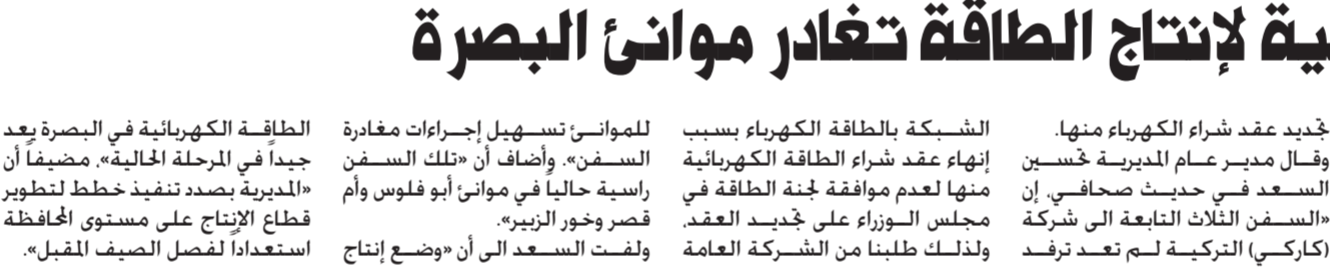 ية لإنتاج الطاقة تغادر موانئ البصرة
تجديد عقد شراء الكهرباء منها.
وقال مدير عام المديرية تحسين
السعد في حديث صحافي، إن
«السفن الثلاث التابعة الى شركة
(كاركي) التركية لم تعد ترفد
الشبكة بالطاقة الكهرباء بسبب
إنهاء عقد شراء الطاقة الكهربائية
منها لعدم موافقة لجنة الطاقة في
مجلس الوزراء على تجديد العقد،
ولذلك طلبنا من الشركة العامة
للموانئ تسهيل إجراءات مغادرة
السفن». وأضاف أن «تلك السفن
راسية حالياً في موانئ أبو فلوس وأم
قصر وخور الزبير».
ولفت السعد الى أن «وضع إنتاج
الطاقة الكهربائية في البصرة يعد
جيداً في المرحلة الحالية»، مضيفاً أن
«المديرية بصدد تنفيذ خطط لتطوير
قطاع الإنتاج على مستوى المحافظة
استعداداً لفصل الصيف المقبل».